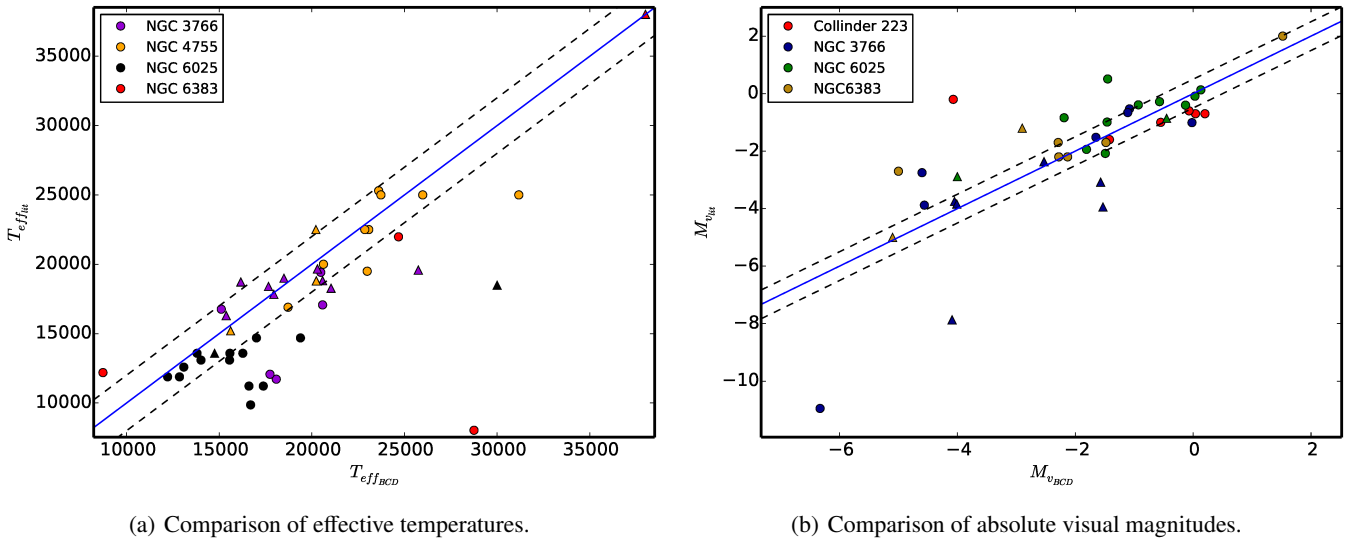 NGC 3766
NGC 4755
NGC 6025
NGC 6383
35000
30000
25000
20000
15000
10000
T_eff_lit
10000 15000 20000 25000 30000 35000
T_eff_BCD
(a) Comparison of effective temperatures.
Collinder 223
NGC 3766
NGC 6025
NGC6383
2
0
−2
−4
−6
−8
−10
M_v_lit
−6 −4 −2 0 2
M_v_BCD
(b) Comparison of absolute visual magnitudes.